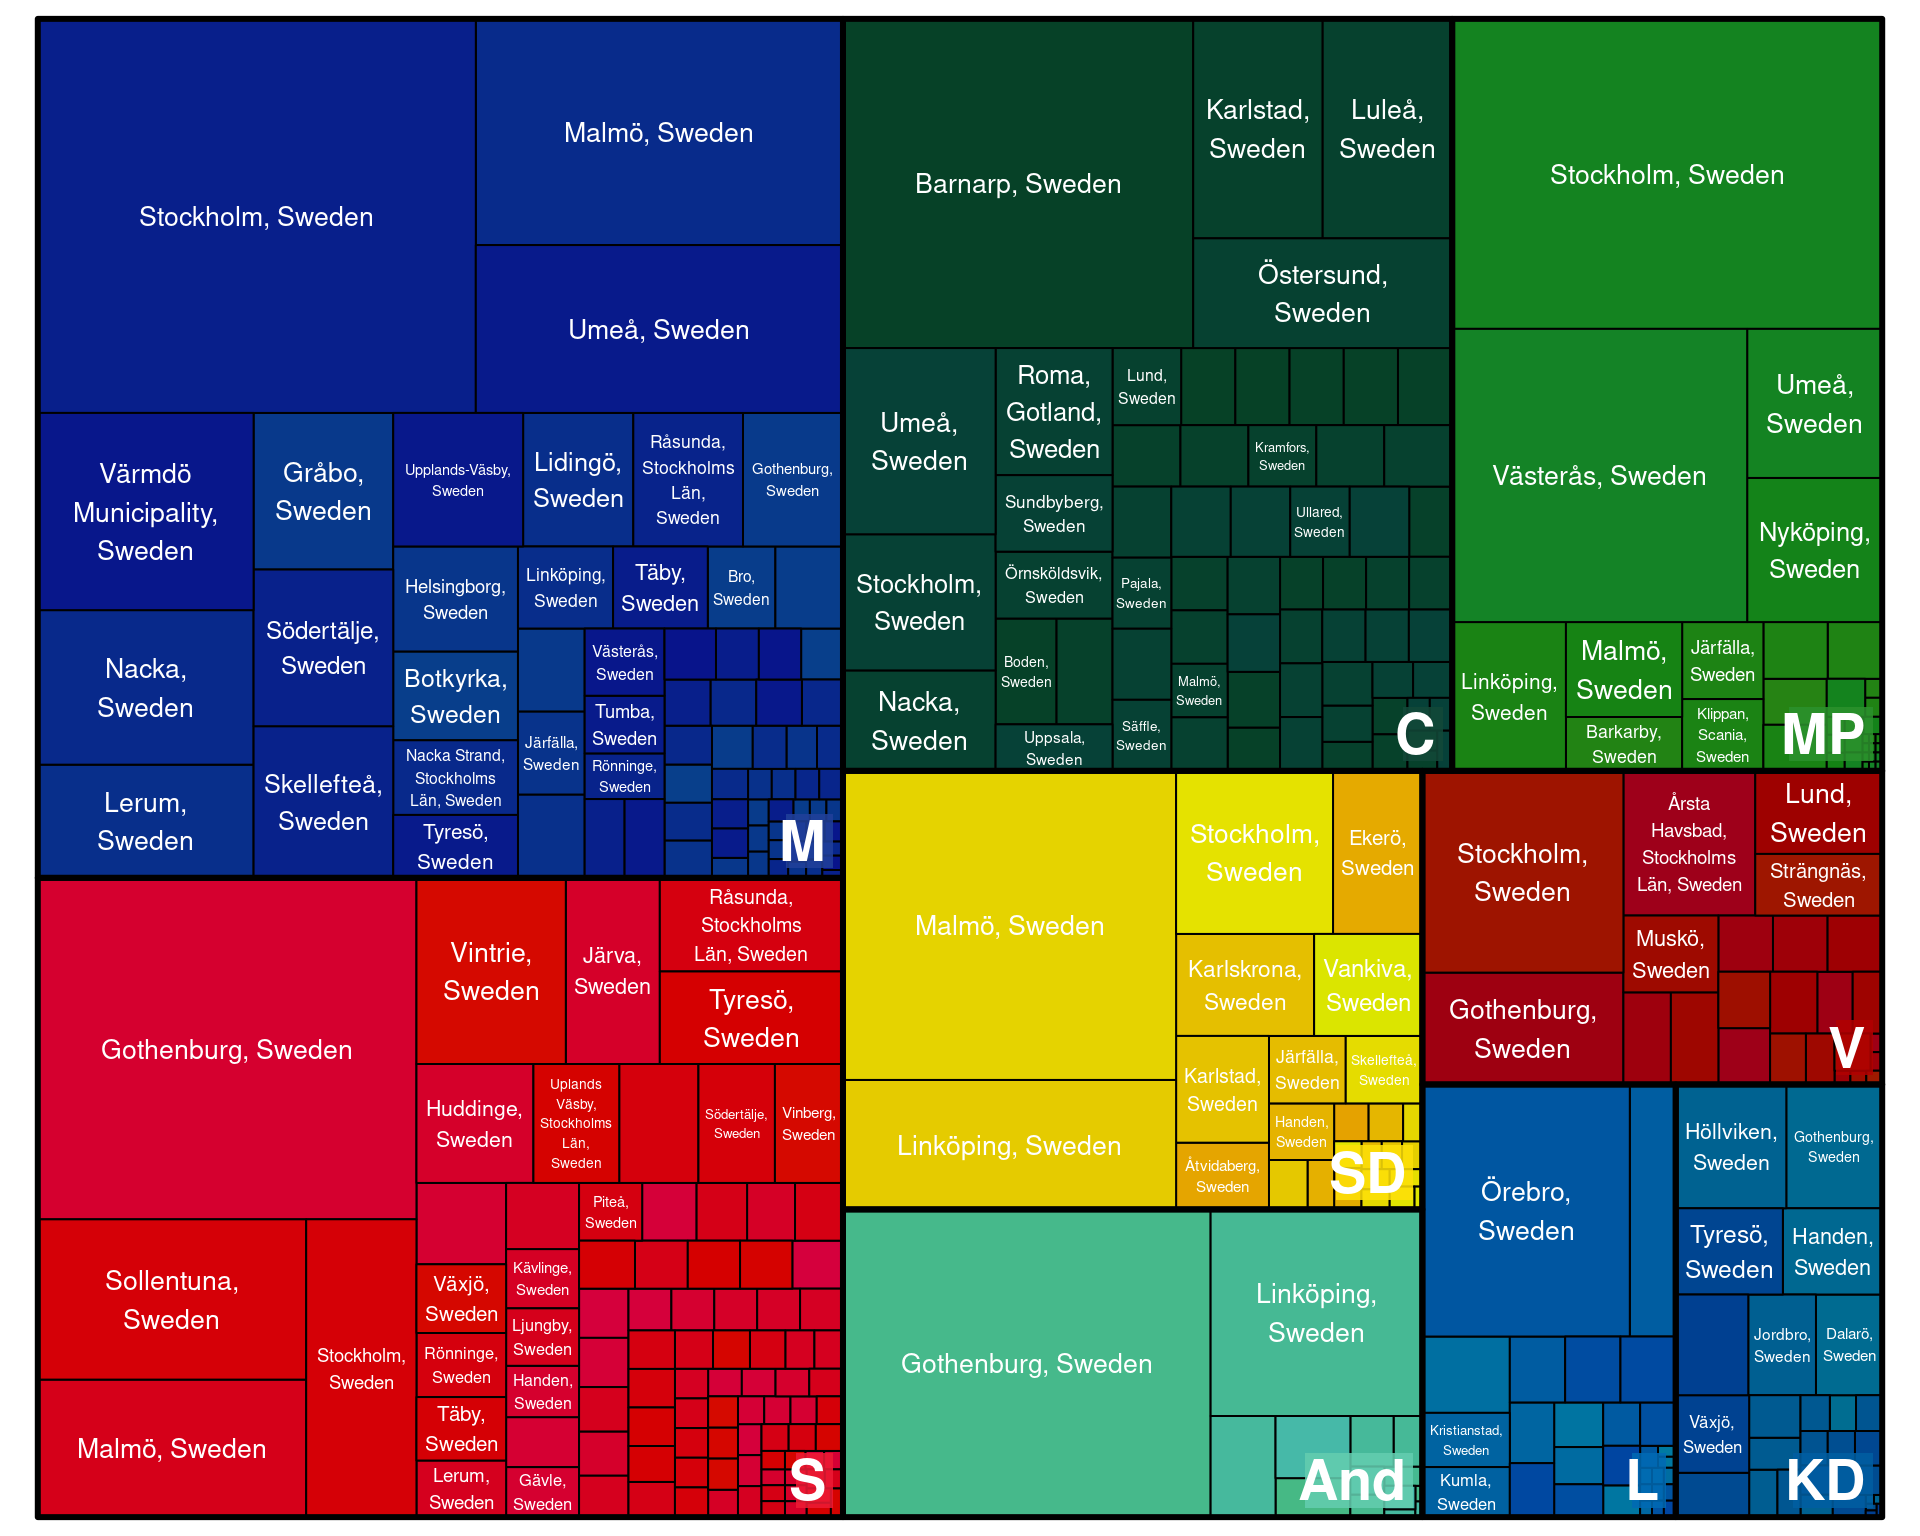 Stockholm, Sweden
Malmö, Sweden
Umeå, Sweden
Värmdö
Municipality,
Sweden
Gråbo,
Sweden
Upplands-Väsby,
Sweden
Lidingö,
Sweden
Råsunda,
Stockholms
Län,
Sweden
Gothenburg,
Sweden
Nacka,
Sweden
Södertälje,
Sweden
Helsingborg,
Sweden
Linköping,
Sweden
Täby,
Sweden
Bro,
Sweden
Botkyrka,
Sweden
Västerås,
Sweden
Lerum,
Sweden
Skellefteå,
Sweden
Nacka Strand,
Stockholms
Län, Sweden
Järfälla,
Sweden
Tumba,
Sweden
Rönninge,
Sweden
Tyresö,
Sweden
M
Barnarp, Sweden
Karlstad,
Sweden
Luleå,
Sweden
Östersund,
Sweden
Umeå,
Sweden
Roma,
Gotland,
Sweden
Lund,
Sweden
Kramfors,
Sweden
Sundbyberg,
Sweden
Ullared,
Sweden
Stockholm,
Sweden
Örnsköldsvik,
Sweden
Pajala,
Sweden
Boden,
Sweden
Malmö,
Sweden
Nacka,
Sweden
Uppsala,
Sweden
Säffle,
Sweden
C
Stockholm, Sweden
Västerås, Sweden
Umeå,
Sweden
Nyköping,
Sweden
Linköping,
Sweden
Malmö,
Sweden
Järfälla,
Sweden
Barkarby,
Sweden
Klippan,
Scania,
Sweden
MP
Gothenburg, Sweden
Vintrie,
Sweden
Järva,
Sweden
Råsunda,
Stockholms
Län, Sweden
Tyresö,
Sweden
Huddinge,
Sweden
Uplands
Väsby,
Stockholms
Län,
Sweden
Södertälje,
Sweden
Vinberg,
Sweden
Piteå,
Sweden
Sollentuna,
Sweden
Stockholm,
Sweden
Malmö, Sweden
Växjö,
Sweden
Kävlinge,
Sweden
Rönninge,
Sweden
Ljungby,
Sweden
Täby,
Sweden
Handen,
Sweden
Lerum,
Sweden
Gävle,
Sweden
S
Malmö, Sweden
Stockholm,
Sweden
Ekerö,
Sweden
Karlskrona,
Sweden
Vankiva,
Sweden
Linköping, Sweden
Karlstad,
Sweden
Järfälla,
Sweden
Skellefteå,
Sweden
Handen,
Sweden
Åtvidaberg,
Sweden
SD
Gothenburg, Sweden
Linköping,
Sweden
And
Stockholm,
Sweden
Årsta
Havsbad,
Stockholms
Län, Sweden
Lund,
Sweden
Strängnäs,
Sweden
Gothenburg,
Sweden
Muskö,
Sweden
V
Örebro,
Sweden
Kristianstad,
Sweden
Kumla,
Sweden
L
Höllviken,
Sweden
Gothenburg,
Sweden
Tyresö,
Sweden
Handen,
Sweden
Jordbro,
Sweden
Dalarö,
Sweden
Växjö,
Sweden
KD